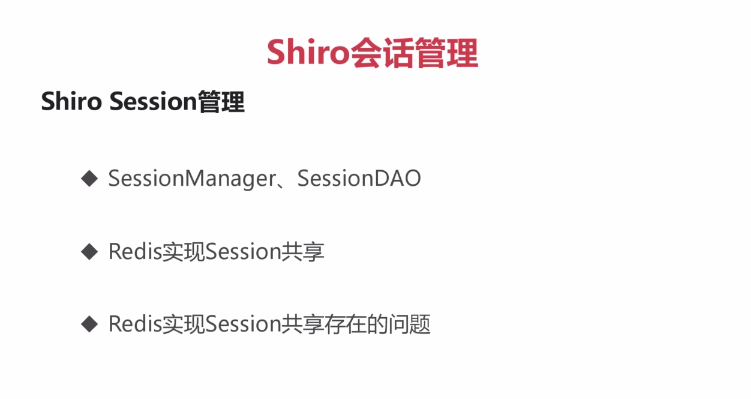 Shiro会话管理
Shiro Session管理
◆ SessionManager、SessionDAO
◆ Redis实现Session共享
◆ Redis实现Session共享存在的问题